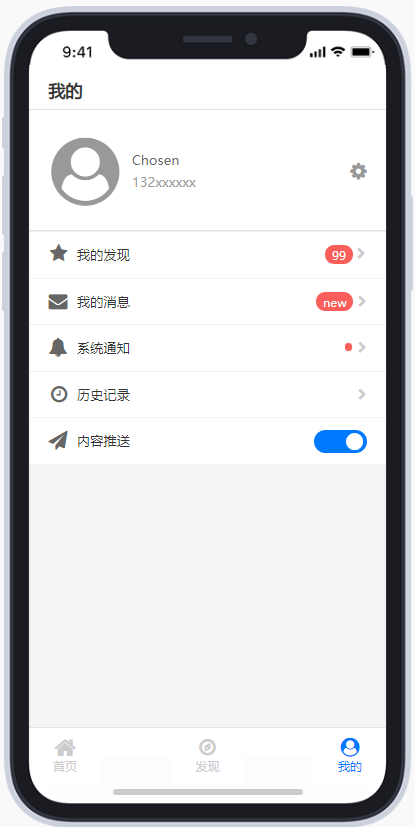 9:41
我的
Chosen
132xxxxxx
我的发现
99
我的消息
new
系统通知
历史记录
内容推送
首页
发现
我的